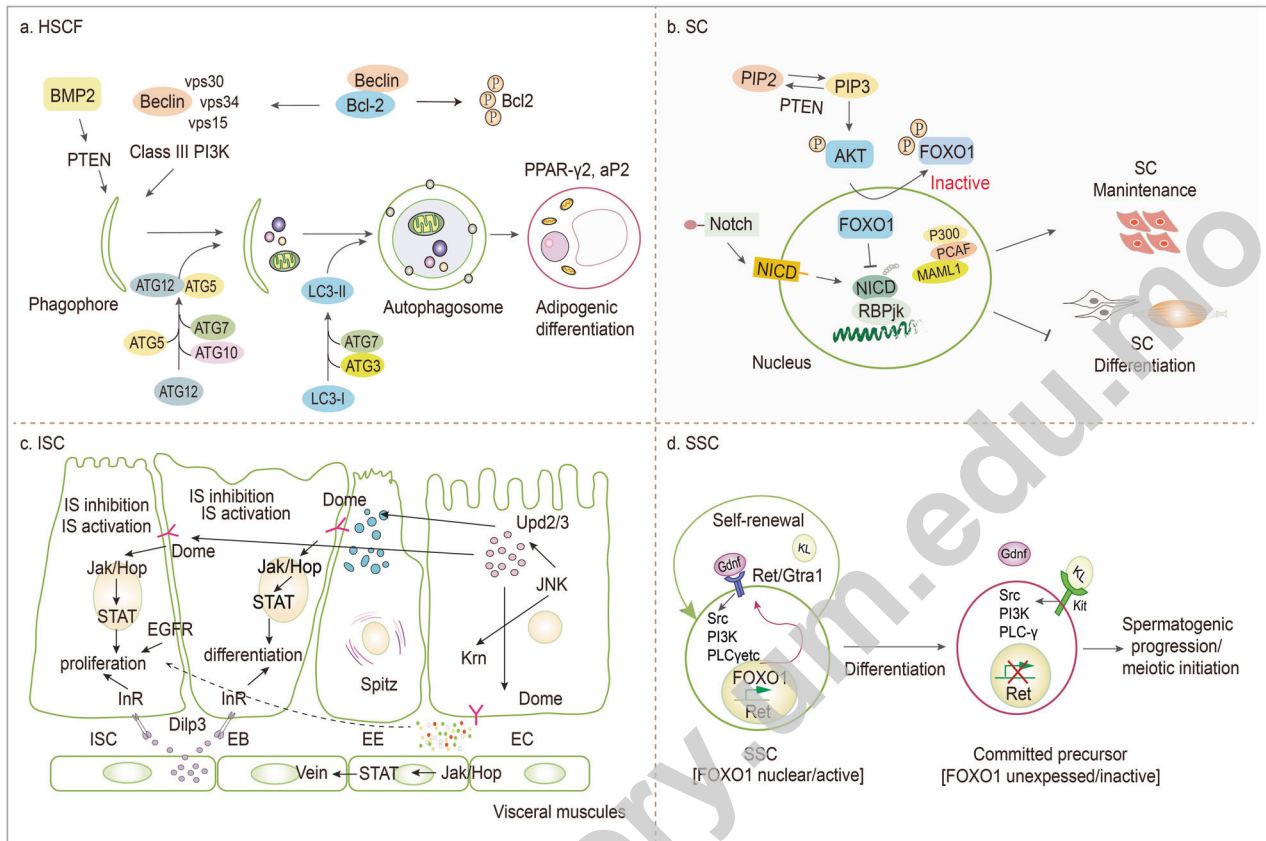 a. HSCF
BMP2
Beclin
vps30
vps34
vps15
Beclin
Bcl-2
P
P
P
Bcl2
PTEN
Class III PI3K
PPAR-γ2, aP2
ATG12
ATG5
LC3-II
Phagophore
Autophagosome
Adipogenic
differentiation
ATG5
ATG7
ATG10
ATG7
ATG3
ATG12
LC3-I
b. SC
PIP2
PIP3
PTEN
P
AKT
P
P
FOXO1
Inactive
SC
Manintenance
Notch
FOXO1
P300
PCAF
MAML1
NICD
NICD
RBPjk
Nucleus
SC
Differentiation
c. ISC
IS inhibition
IS activation
IS inhibition
IS activation
Dome
Upd2/3
Dome
Jak/Hop
Jak/Hop
JNK
STAT
STAT
EGFR
proliferation
differentiation
Krn
Spitz
InR
InR
Dome
Dilp3
ISC
EB
EE
EC
Vein
STAT
Jak/Hop
Visceral muscules
d. SSC
Self-renewal
KL
Gdnf
Ret/Gtra1
Src
PI3K
PLCγetc
FOXO1
Ret
Differentiation
Gdnf
KL
Kit
Src
PI3K
PLC-γ
Ret
Spermatogenic
progression/
meiotic initiation
SSC
[FOXO1 nuclear/active]
Committed precursor
[FOXO1 unexpessed/inactive]
ry.um.edu.mo